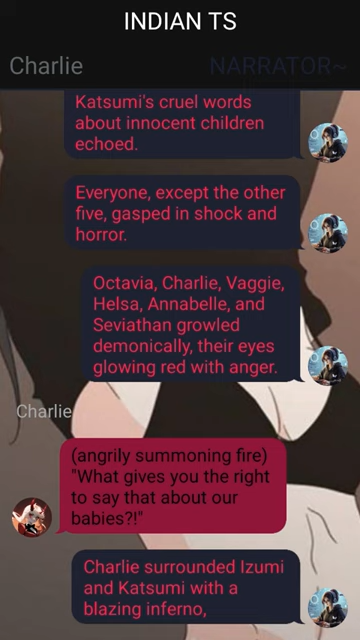 INDIAN TS
Charlie NARRATOR~
Katsumi's cruel words
about innocent children
echoed.
Everyone, except the other
five, gasped in shock and
horror.
Octavia, Charlie, Vaggie,
Helsa, Annabelle, and
Seviathan growled
demonically, their eyes
glowing red with anger.
Charlie
(angrily summoning fire)
"What gives you the right
to say that about our
babies?!"
Charlie surrounded Izumi
and Katsumi with a
blazing inferno,